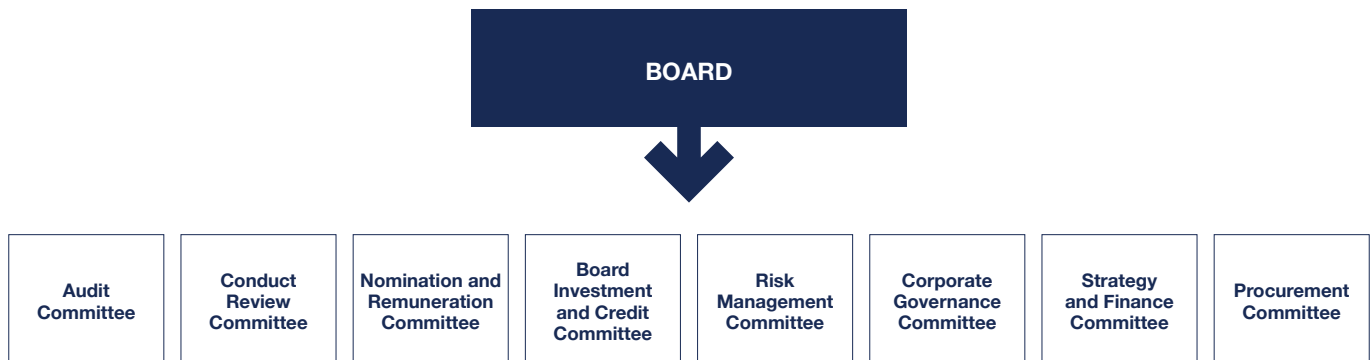 BOARD
Audit
Committee
Conduct
Review
Committee
Nomination and
Remuneration
Committee
Board
Investment
and Credit
Committee
Risk
Management
Committee
Corporate
Governance
Committee
Strategy
and Finance
Committee
Procurement
Committee